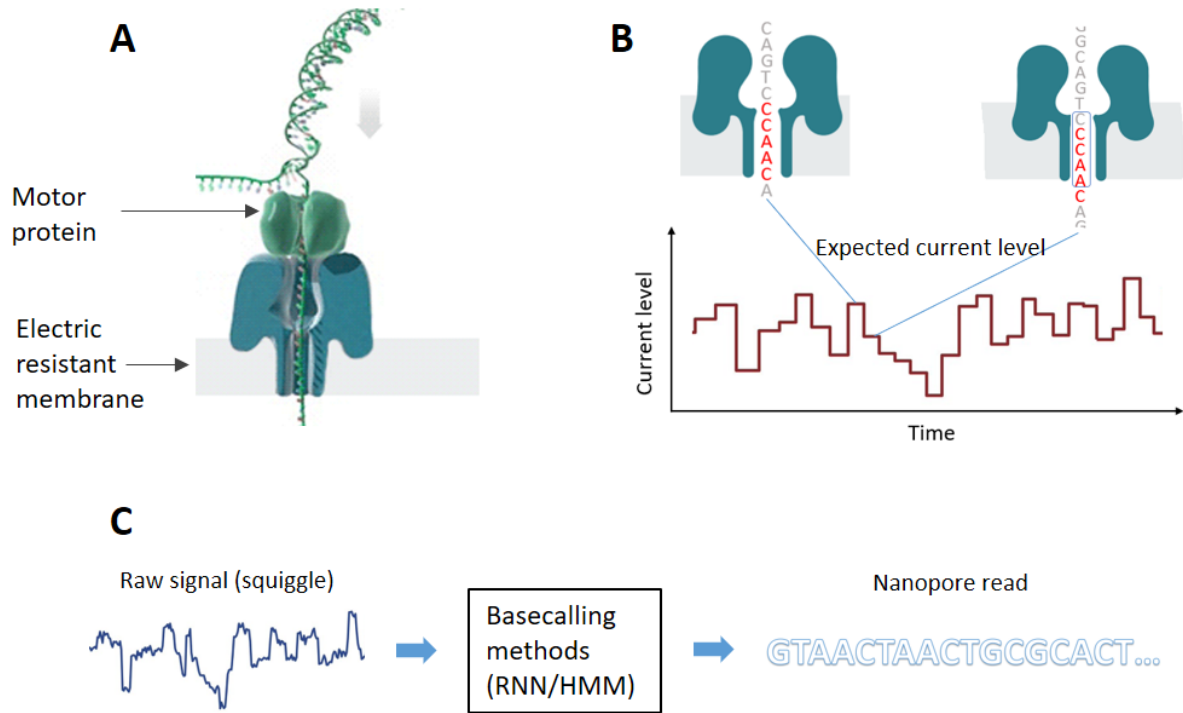 A
Motor
protein
Electric
resistant
membrane
B
C
A
G
T
C
C
C
A
A
C
A
G
C
A
G
T
C
C
C
A
A
C
A
G
Expected current level
Current level
Time
C
Raw signal (squiggle)
Basecalling
methods
(RNN/HMM)
Nanopore read
GTAACTAACTGCGCACT...